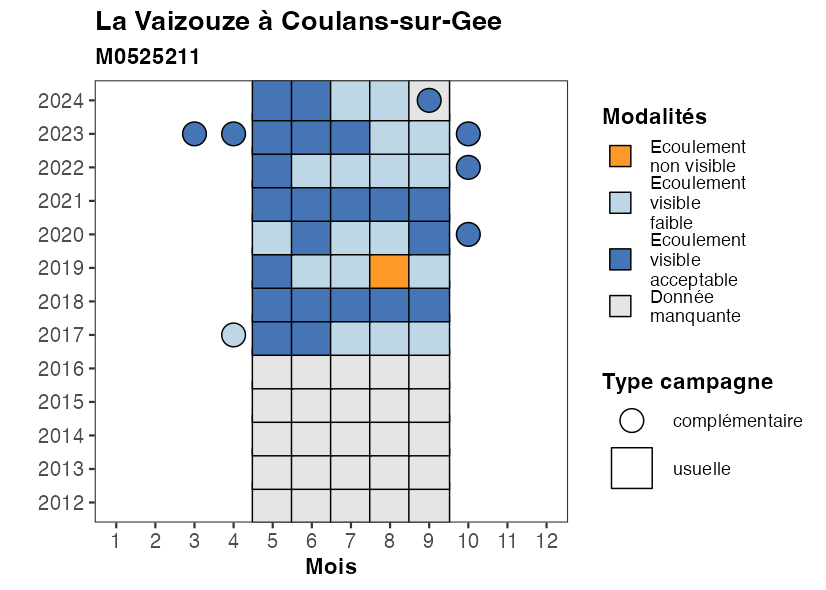 La Vaizouze à Coulans-sur-Gee
M0525211
2024
2023
2022
2021
2020
2019
2018
2017
2016
2015
2014
2013
2012
1 2 3 4 5 6 7 8 9 10 11 12
Mois
Modalités
Ecoulement
non visible
Ecoulement
visible
faible
Ecoulement
visible
acceptable
Donnée
manquante
Type campagne
complémentaire
usuelle